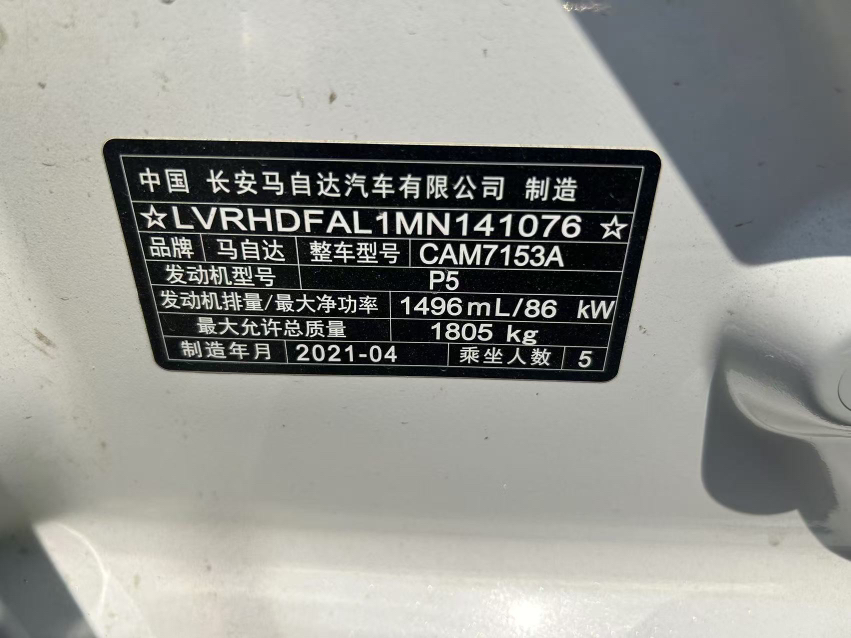 中国 长安马自达汽车有限公司 制造
☆LVRHDFAL1MN141076☆
品牌 马自达 整车型号 CAM7153A
发动机型号 P5
发动机排量/最大净功率 1496mL/86 kW
最大允许总质量 1805 kg
制造年月 2021-04 乘坐人数 5